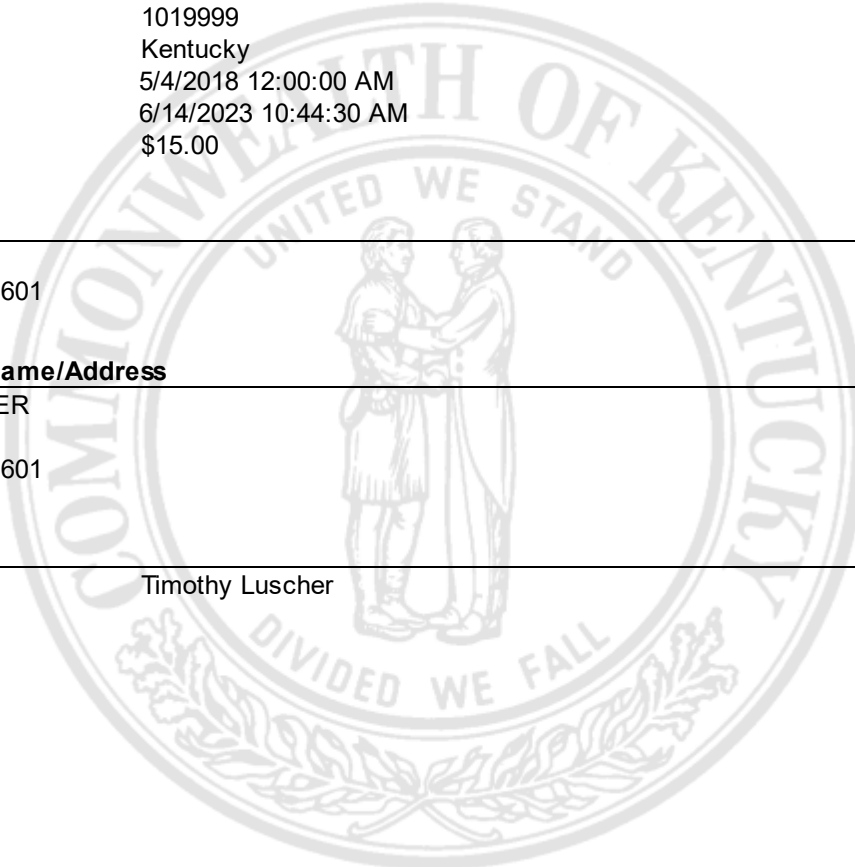 1019999
Kentucky
5/4/2018 12:00:00 AM
6/14/2023 10:44:30 AM
$15.00
601
ame/Address
ER
601
Timothy Luscher
COMMONWEALTH OF KENTUCKY
UNITED WE STAND
DIVIDED WE FALL